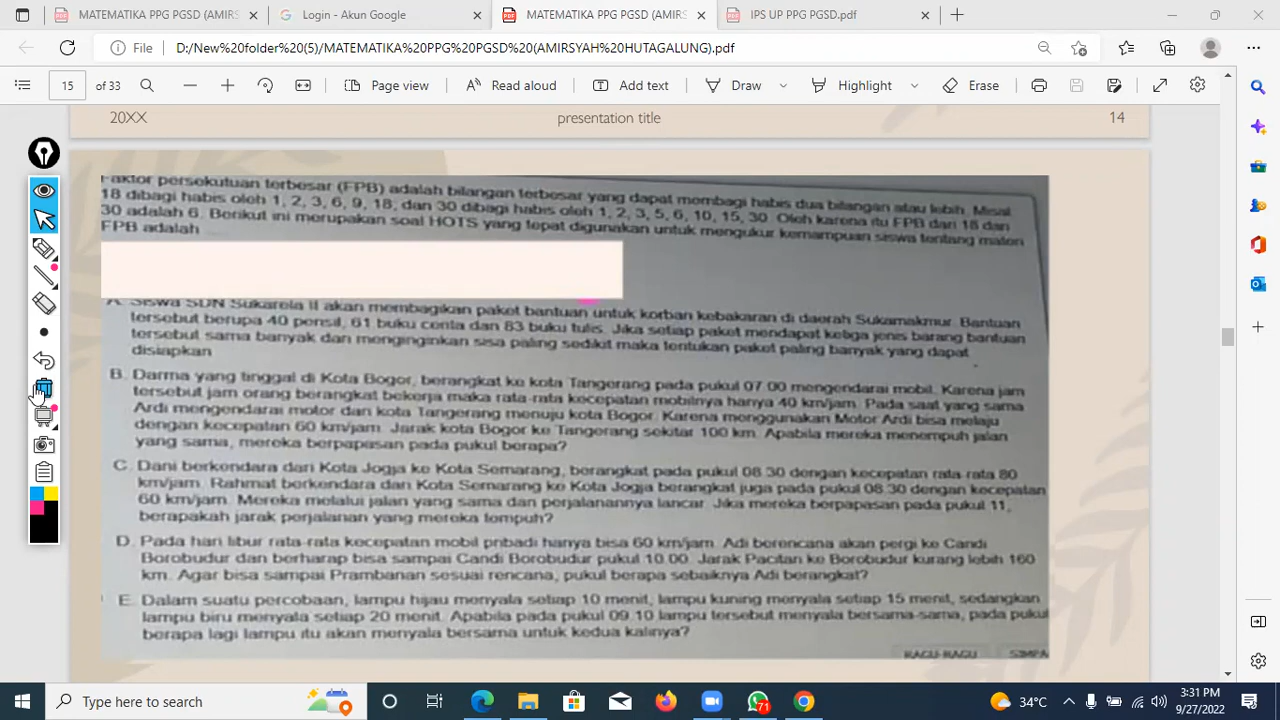 MATEMATIKA PPG PGSD (AMIRS
Login - Akun Google
MATEMATIKA PPG PGSD (AMIRS
IPS UP PPG PGSD.pdf
File
D:/New%20folder%20(5)/MATEMATIKA%20PPG%20PGSD%20(AMIRSYAH%20HUTAGALUNG).pdf
15 of 33
Page view
Read aloud
Add text
Draw
Highlight
Erase
20XX
presentation title
14
Faktor persekutuan terbesar (FPB) adalah bilangan terbesar yang dapat membagi habis dua bilangan atau lebih. Misal
18 dibagi habis oleh 1, 2, 3, 6, 9, 18; dan 30 dibagi habis oleh 1, 2, 3, 5, 6, 10, 15, 30. Oleh karena itu FPB dari 18 dan
30 adalah 6. Berikut ini merupakan soal HOTS yang tepat digunakan untuk mengukur kemampuan siswa tentang materi
FPB adalah
A. Siswa SDN Sukarela II akan membagikan paket bantuan untuk korban kebakaran di daerah Sukamakmur. Bantuan
tersebut berupa 40 pensil, 61 buku cerita dan 83 buku tulis. Jika setiap paket mendapat ketiga jenis barang bantuan
tersebut sama banyak dan menginginkan sisa paling sedikit maka tentukan paket paling banyak yang dapat
disiapkan
B. Darma yang tinggal di Kota Bogor, berangkat ke kota Tangerang pada pukul 07.00 mengendarai mobil. Karena jam
tersebut jam orang berangkat bekerja maka rata-rata kecepatan mobilnya hanya 40 km/jam. Pada saat yang sama
Ardi mengendarai motor dari kota Tangerang menuju kota Bogor. Karena menggunakan Motor Ardi bisa melaju
dengan kecepatan 60 km/jam. Jarak kota Bogor ke Tangerang sekitar 100 km. Apabila mereka menempuh jalan
yang sama, mereka berpapasan pada pukul berapa?
C. Dani berkendara dari Kota Jogja ke Kota Semarang, berangkat pada pukul 08.30 dengan kecepatan rata-rata 80
km/jam. Rahmat berkendara dari Kota Semarang ke Kota Jogja berangkat juga pada pukul 08.30 dengan kecepatan
60 km/jam. Mereka melalui jalan yang sama dan perjalanannya lancar. Jika mereka berpapasan pada pukul 11,
berapakah jarak perjalanan yang mereka tempuh?
D. Pada hari libur rata-rata kecepatan mobil pribadi hanya bisa 60 km/jam. Adi berencana akan pergi ke Candi
Borobudur dan berharap bisa sampai Candi Borobudur pukul 10.00. Jarak Pacitan ke Borobudur kurang lebih 160
km. Agar bisa sampai Prambanan sesuai rencana, pukul berapa sebaiknya Adi berangkat?
E. Dalam suatu percobaan, lampu hijau menyala setiap 10 menit, lampu kuning menyala setiap 15 menit, sedangkan
lampu biru menyala setiap 20 menit. Apabila pada pukul 09.10 lampu tersebut menyala bersama-sama, pada pukul
berapa lagi lampu itu akan menyala bersama untuk kedua kalinya?
RAGU-RAGU
SIMPA
Type here to search
71
34°C
3:31 PM
9/27/2022